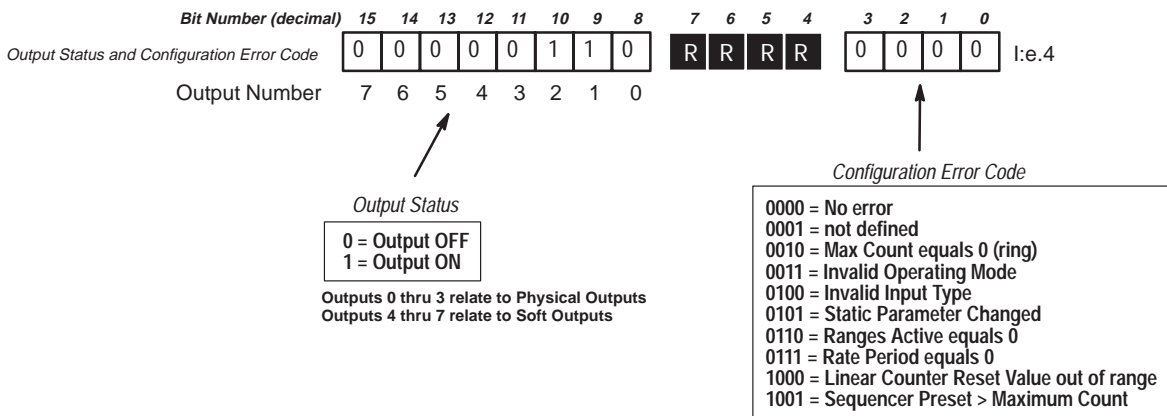 Bit Number (decimal) 15 14 13 12 11 10 9 8 7 6 5 4 3 2 1 0
Output Status and Configuration Error Code 0 0 0 0 0 1 1 0 R R R R 0 0 0 0 I:e.4
Output Number 7 6 5 4 3 2 1 0
Output Status
0 = Output OFF
1 = Output ON
Outputs 0 thru 3 relate to Physical Outputs
Outputs 4 thru 7 relate to Soft Outputs
Configuration Error Code
0000 = No error
0001 = not defined
0010 = Max Count equals 0 (ring)
0011 = Invalid Operating Mode
0100 = Invalid Input Type
0101 = Static Parameter Changed
0110 = Ranges Active equals 0
0111 = Rate Period equals 0
1000 = Linear Counter Reset Value out of range
1001 = Sequencer Preset > Maximum Count